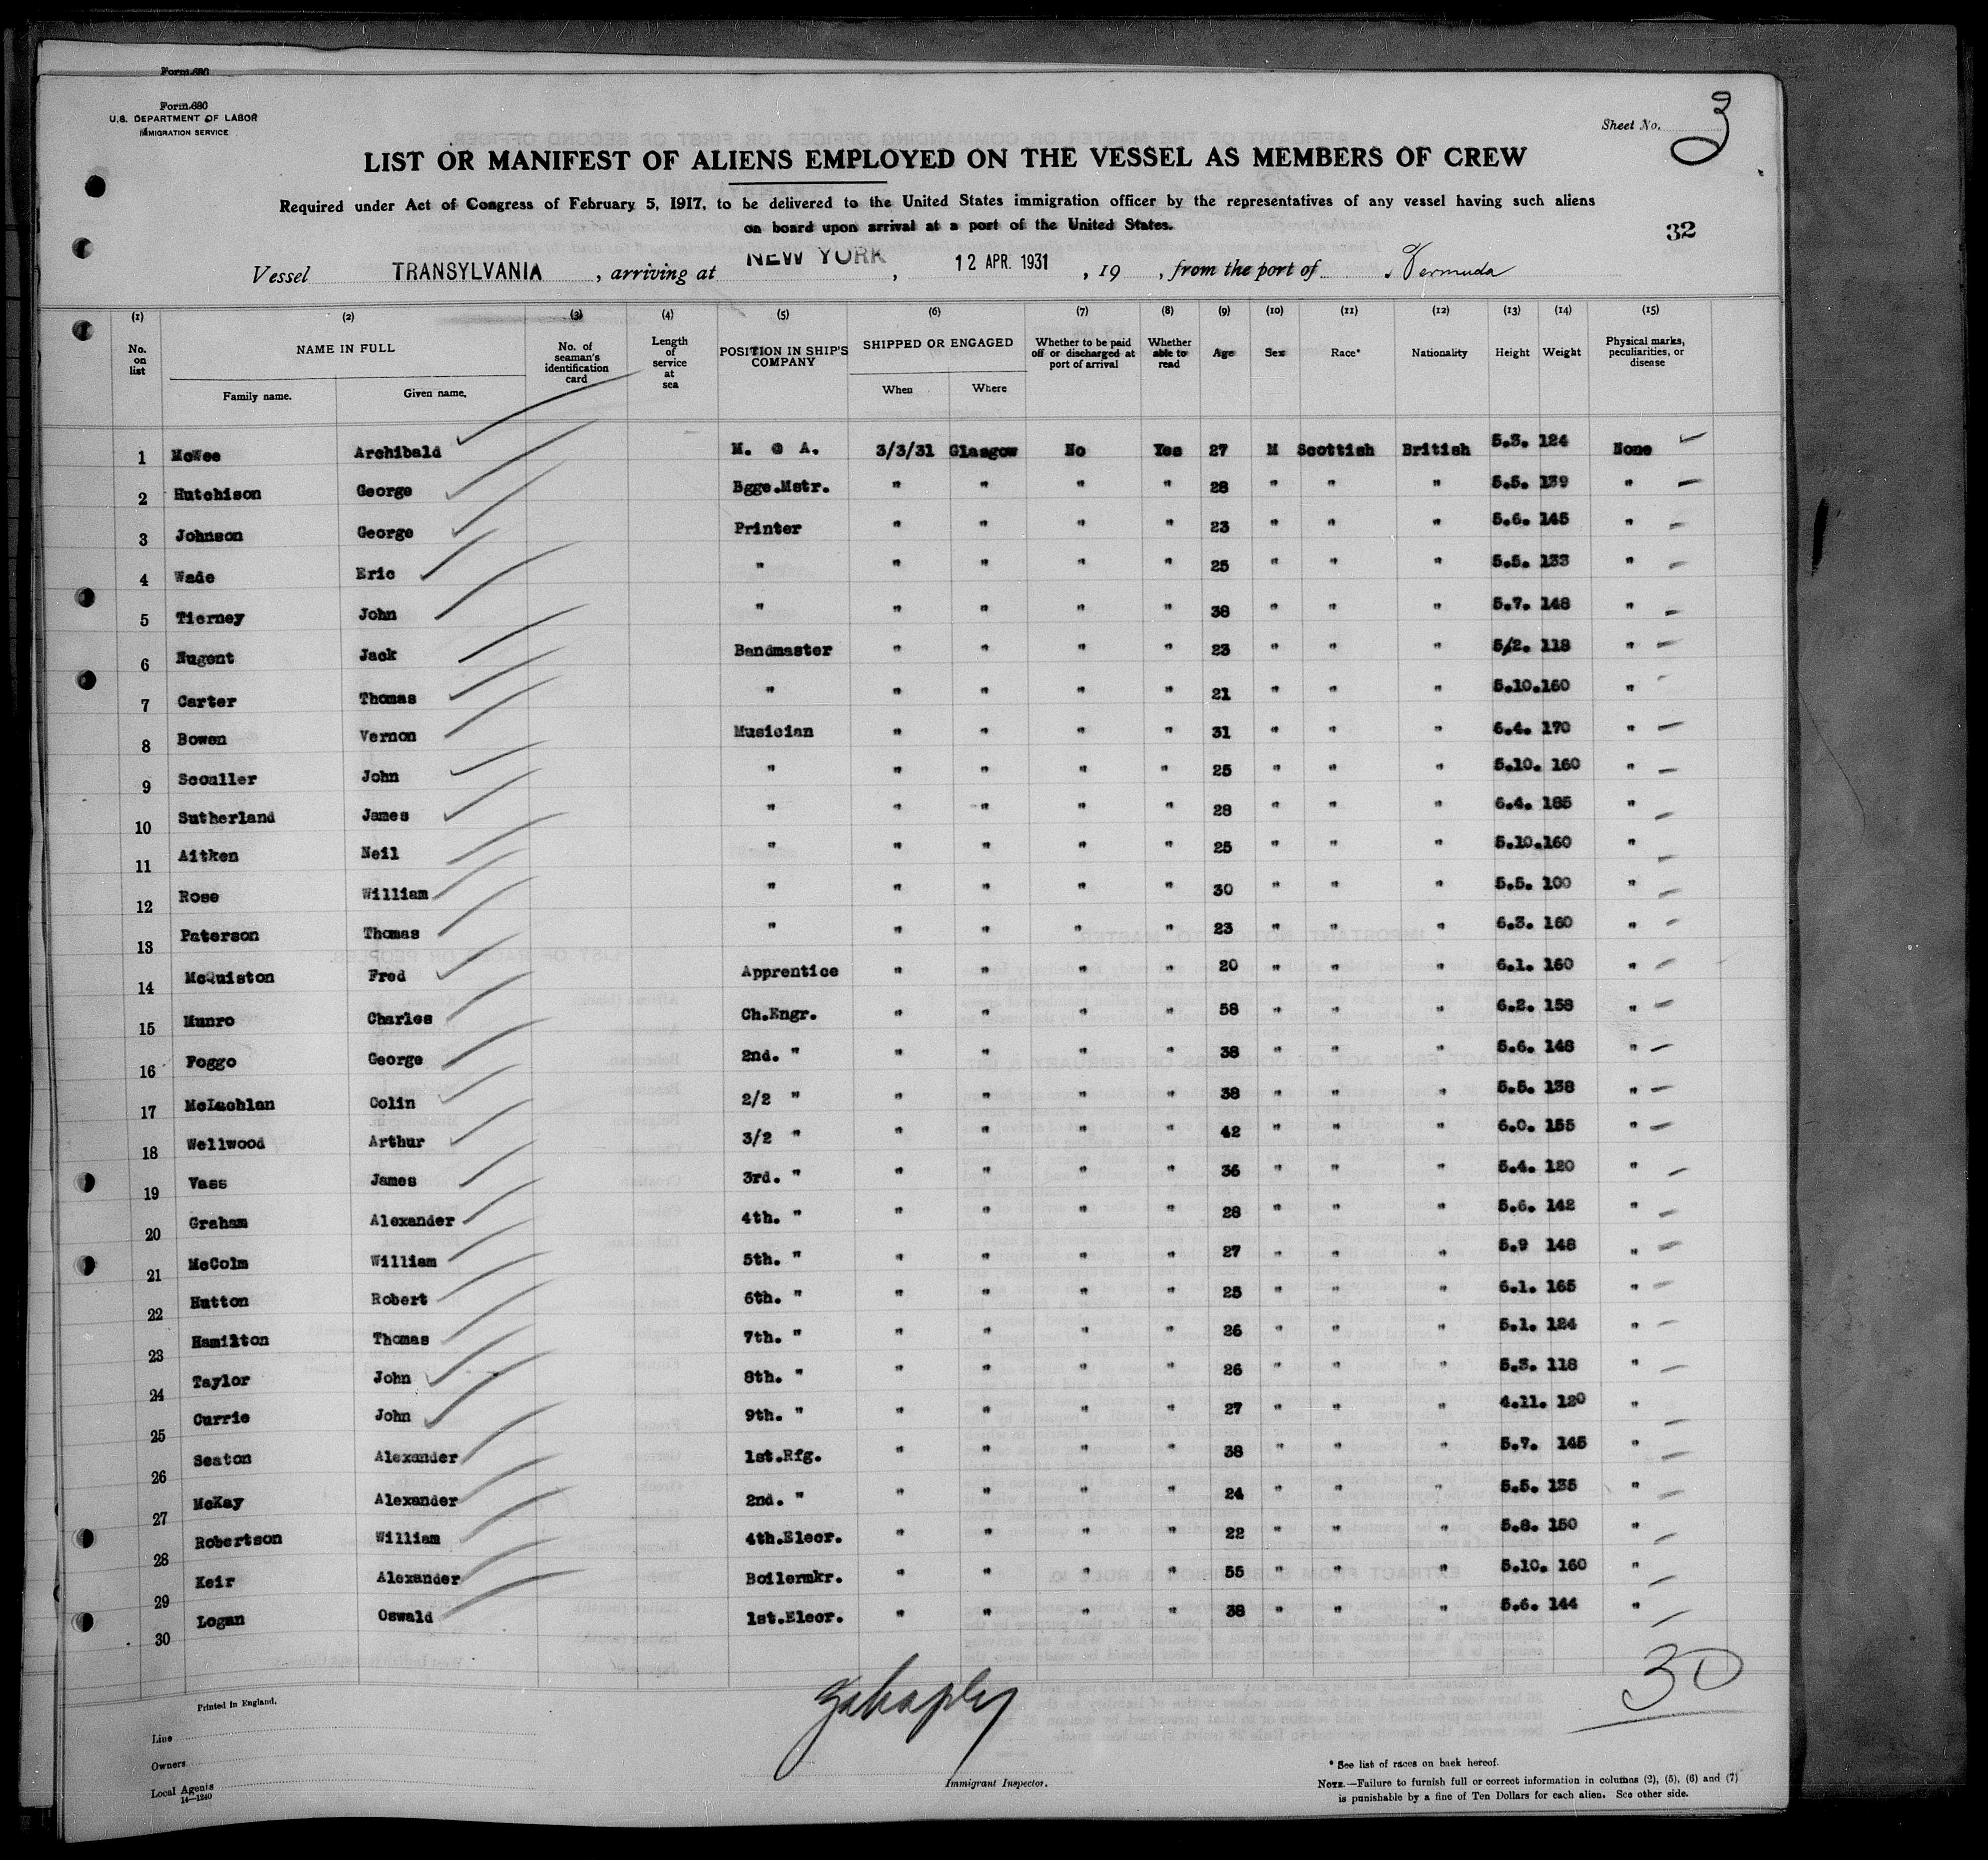 Form 680
Form 680
U.S. DEPARTMENT OF LABOR
IMMIGRATION SERVICE
Sheet No. 3
LIST OR MANIFEST OF ALIENS EMPLOYED ON THE VESSEL AS MEMBERS OF CREW
Required under Act of Congress of February 5, 1917, to be delivered to the United States immigration officer by the representatives of any vessel having such aliens
on board upon arrival at a port of the United States.
32
Vessel TRANSYLVANIA, arriving at NEW YORK, 12 APR. 1931, 19 , from the port of Bermuda
(1) (2) (3) (4) (5) (6) (7) (8) (9) (10) (11) (12) (13) (14) (15)
No. on list NAME IN FULL Family name. Given name. No. of seaman's identification card Length of service at sea POSITION IN SHIP'S COMPANY SHIPPED OR ENGAGED When Where Whether to be paid off or discharged at port of arrival Whether able to read Age Sex Race* Nationality Height Weight Physical marks, peculiarities, or disease
1 McWee Archibald M. @ A. 3/3/31 Glasgow No Yes 27 M Scottish British 5.3. 124 None
2 Hutchison George Bgge.Mstr. " " " " 28 " " " 5.5. 139 "
3 Johnson George Printer " " " " 23 " " " 5.6. 145 "
4 Wade Eric " " " " " 25 " " " 5.5. 133 "
5 Tierney John " " " " " 38 " " " 5.7. 148 "
6 Nugent Jack Bandmaster " " " " 23 " " " 5/2. 118 "
7 Carter Thomas " " " " " 21 " " " 5.10.160 "
8 Bowen Vernon Musician " " " " 31 " " " 6.4. 170 "
9 Scouller John " " " " " 25 " " " 5.10. 160 "
10 Sutherland James " " " " " 28 " " " 6.4. 185 "
11 Aitken Neil " " " " " 25 " " " 5.10.160 "
12 Rose William " " " " " 30 " " " 5.5. 100 "
13 Paterson Thomas " " " " " 23 " " " 6.3. 160 "
14 McQuiston Fred Apprentice " " " " 20 " " " 6.1. 160 "
15 Munro Charles Ch.Engr. " " " " 58 " " " 6.2. 158 "
16 Foggo George 2nd. " " " " " 38 " " " 5.6. 148 "
17 McLachlan Colin 2/2 " " " " " 38 " " " 5.5. 138 "
18 Wellwood Arthur 3/2 " " " " " 42 " " " 6.0. 155 "
19 Vass James 3rd. " " " " " 36 " " " 5.4. 120 "
20 Graham Alexander 4th. " " " " " 28 " " " 5.6. 142 "
21 McColm William 5th. " " " " " 27 " " " 5.9 148 "
22 Hutton Robert 6th. " " " " " 25 " " " 6.1. 165 "
23 Hamilton Thomas 7th. " " " " " 26 " " " 5.1. 124 "
24 Taylor John 8th. " " " " " 26 " " " 5.3. 118 "
25 Currie John 9th. " " " " " 27 " " " 4.11. 120 "
26 Seaton Alexander 1st.Rfg. " " " " 38 " " " 5.7. 145 "
27 McKay Alexander 2nd. " " " " " 24 " " " 5.5. 135 "
28 Robertson William 4th.Elecr. " " " " 22 " " " 5.8. 150 "
29 Keir Alexander Boilermkr. " " " " 55 " " " 5.10. 160 "
30 Logan Oswald 1st.Elecr. " " " " 38 " " " 5.6. 144 "
30
Printed in England.
Line
Owners
Local Agents
14—1240
Immigrant Inspector.
* See list of races on back hereof.
NOTE.—Failure to furnish full or correct information in columns (2), (5), (6) and (7)
is punishable by a fine of Ten Dollars for each alien. See other side.